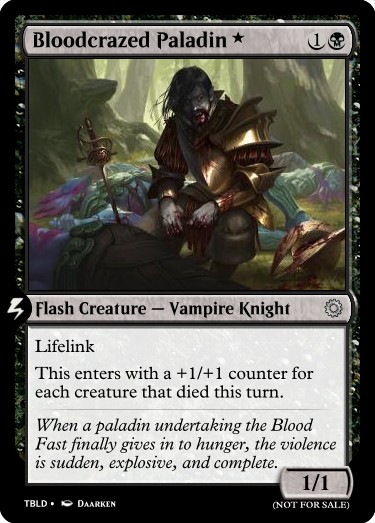 Bloodcrazed Paladin ★ 1
Flash Creature — Vampire Knight
Lifelink
This enters with a +1/+1 counter for
each creature that died this turn.
When a paladin undertaking the Blood
Fast finally gives in to hunger, the violence
is sudden, explosive, and complete.
1/1
TBLD • Daarken
(NOT FOR SALE)